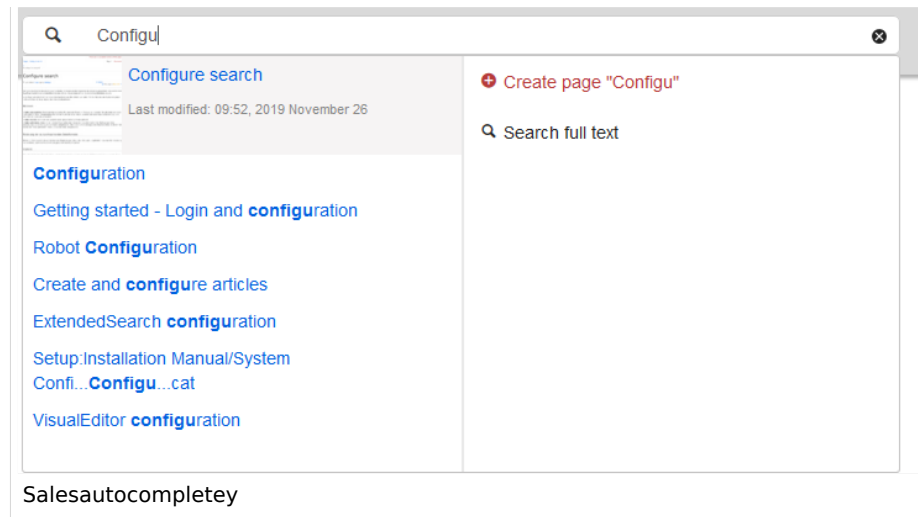 Configu
Configure search
Last modified: 09:52, 2019 November 26
Configuration
Getting started - Login and configuration
Robot Configuration
Create and configure articles
ExtendedSearch configuration
Setup:Installation Manual/System
Confi...Configu...cat
VisualEditor configuration
Create page "Configu"
Search full text
Salesautocompletey